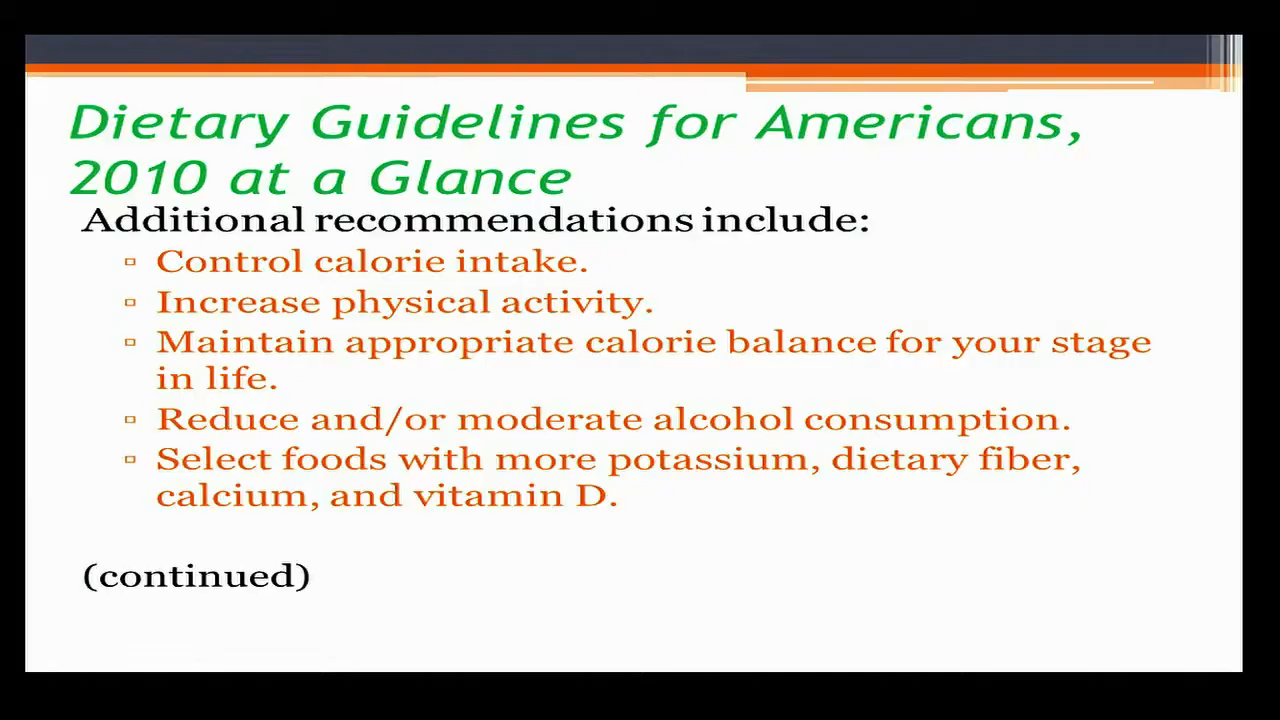 Dietary Guidelines for Americans,
2010 at a Glance
Additional recommendations include:
▫ Control calorie intake.
▫ Increase physical activity.
▫ Maintain appropriate calorie balance for your stage
in life.
▫ Reduce and/or moderate alcohol consumption.
▫ Select foods with more potassium, dietary fiber,
calcium, and vitamin D.
(continued)